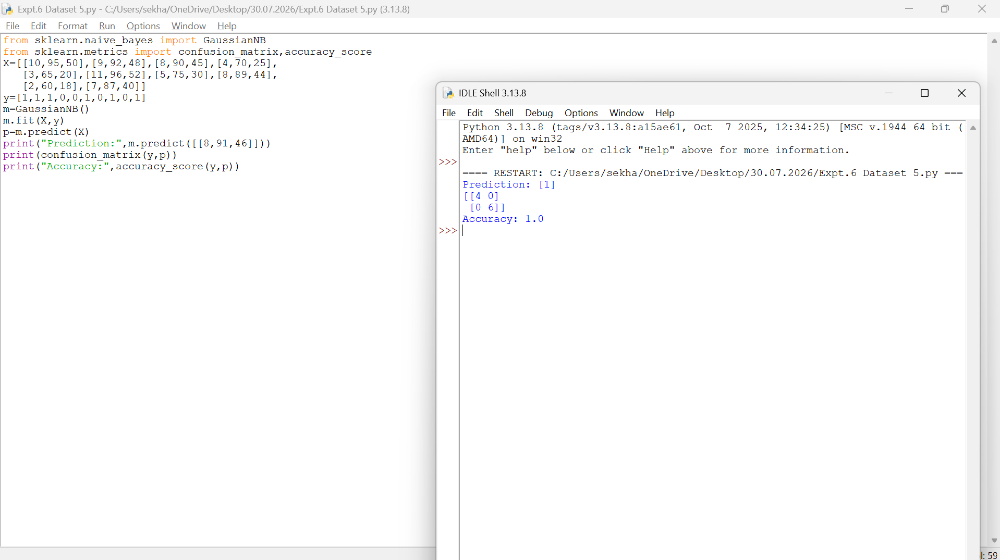 Expt.6 Dataset 5.py - C:/Users/sekha/OneDrive/Desktop/30.07.2026/Expt.6 Dataset 5.py (3.13.8)
File Edit Format Run Options Window Help
from sklearn.naive_bayes import GaussianNB
from sklearn.metrics import confusion_matrix,accuracy_score
X=[[10,95,50],[9,92,48],[8,90,45],[4,70,25],
   [3,65,20],[11,96,52],[5,75,30],[8,89,44],
   [2,60,18],[7,87,40]]
y=[1,1,1,0,0,1,0,1,0,1]
m=GaussianNB()
m.fit(X,y)
p=m.predict(X)
print("Prediction:",m.predict([[8,91,46]]))
print(confusion_matrix(y,p))
print("Accuracy:",accuracy_score(y,p))
IDLE Shell 3.13.8
File Edit Shell Debug Options Window Help
Python 3.13.8 (tags/v3.13.8:a15ae61, Oct  7 2025, 12:34:25) [MSC v.1944 64 bit (
AMD64)] on win32
Enter "help" below or click "Help" above for more information.
>>>
==== RESTART: C:/Users/sekha/OneDrive/Desktop/30.07.2026/Expt.6 Dataset 5.py ===
Prediction: [1]
[[4 0]
 [0 6]]
Accuracy: 1.0
>>>
l: 59